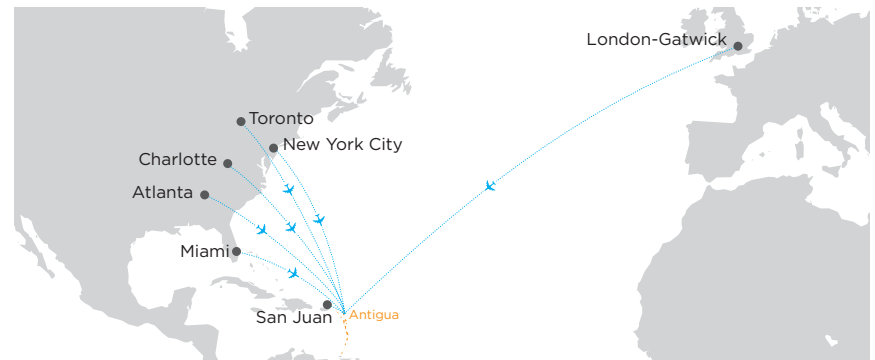 London-Gatwick
Toronto
New York City
Charlotte
Atlanta
Miami
San Juan
Antigua